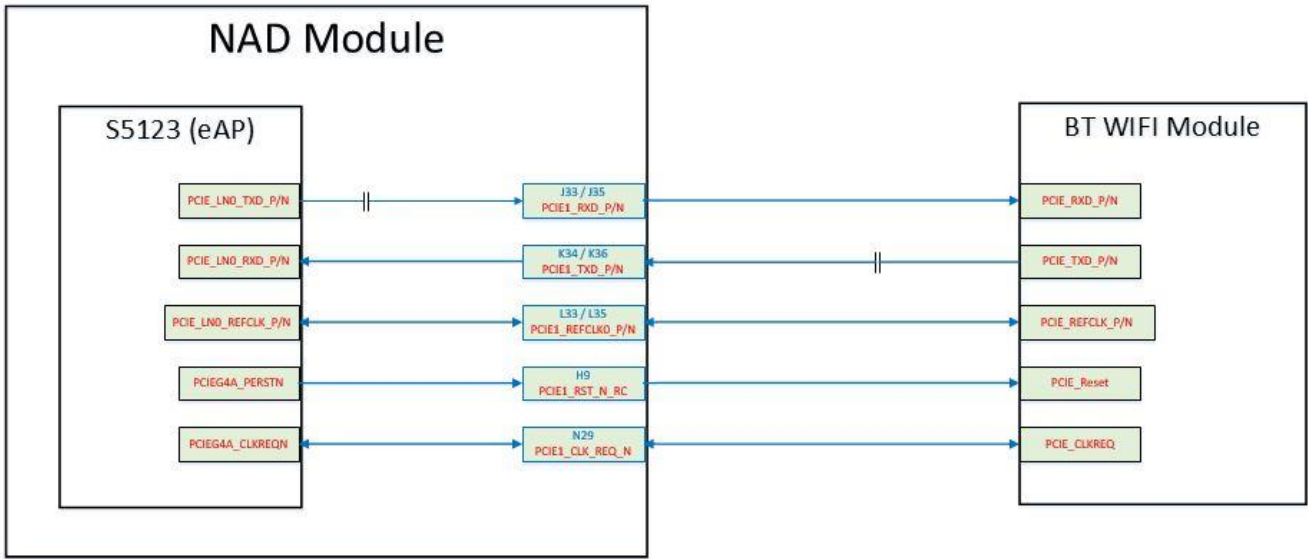 NAD Module
S5123 (eAP)
BT WIFI Module
PCIE_LN0_TXD_P/N
J33 / J35
PCIE1_RXD_P/N
PCIE_RXD_P/N
PCIE_LN0_RXD_P/N
K34 / K36
PCIE1_TXD_P/N
PCIE_TXD_P/N
PCIE_LN0_REFCLK_P/N
L33 / L35
PCIE1_REFCLK0_P/N
PCIE_REFCLK_P/N
PCIEG4A_PERSTN
H9
PCIE1_RST_N_RC
PCIE_Reset
PCIEG4A_CLKREQN
N29
PCIE1_CLK_REQ_N
PCIE_CLKREQ